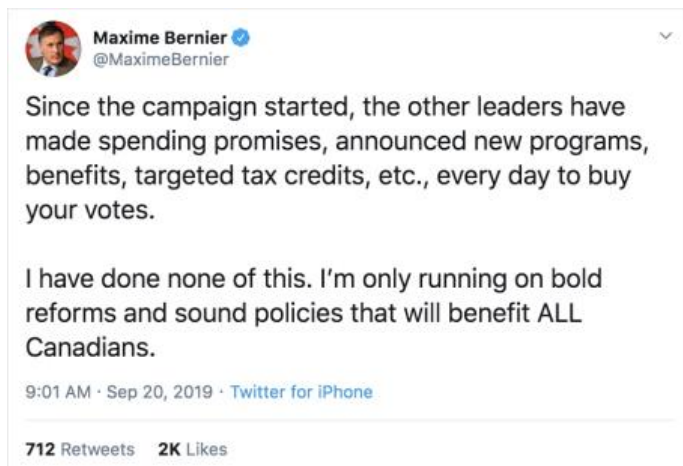 Maxime Bernier
@MaximeBernier
Since the campaign started, the other leaders have
made spending promises, announced new programs,
benefits, targeted tax credits, etc., every day to buy
your votes.
I have done none of this. I'm only running on bold
reforms and sound policies that will benefit ALL
Canadians.
9:01 AM · Sep 20, 2019 · Twitter for iPhone
712 Retweets 2K Likes